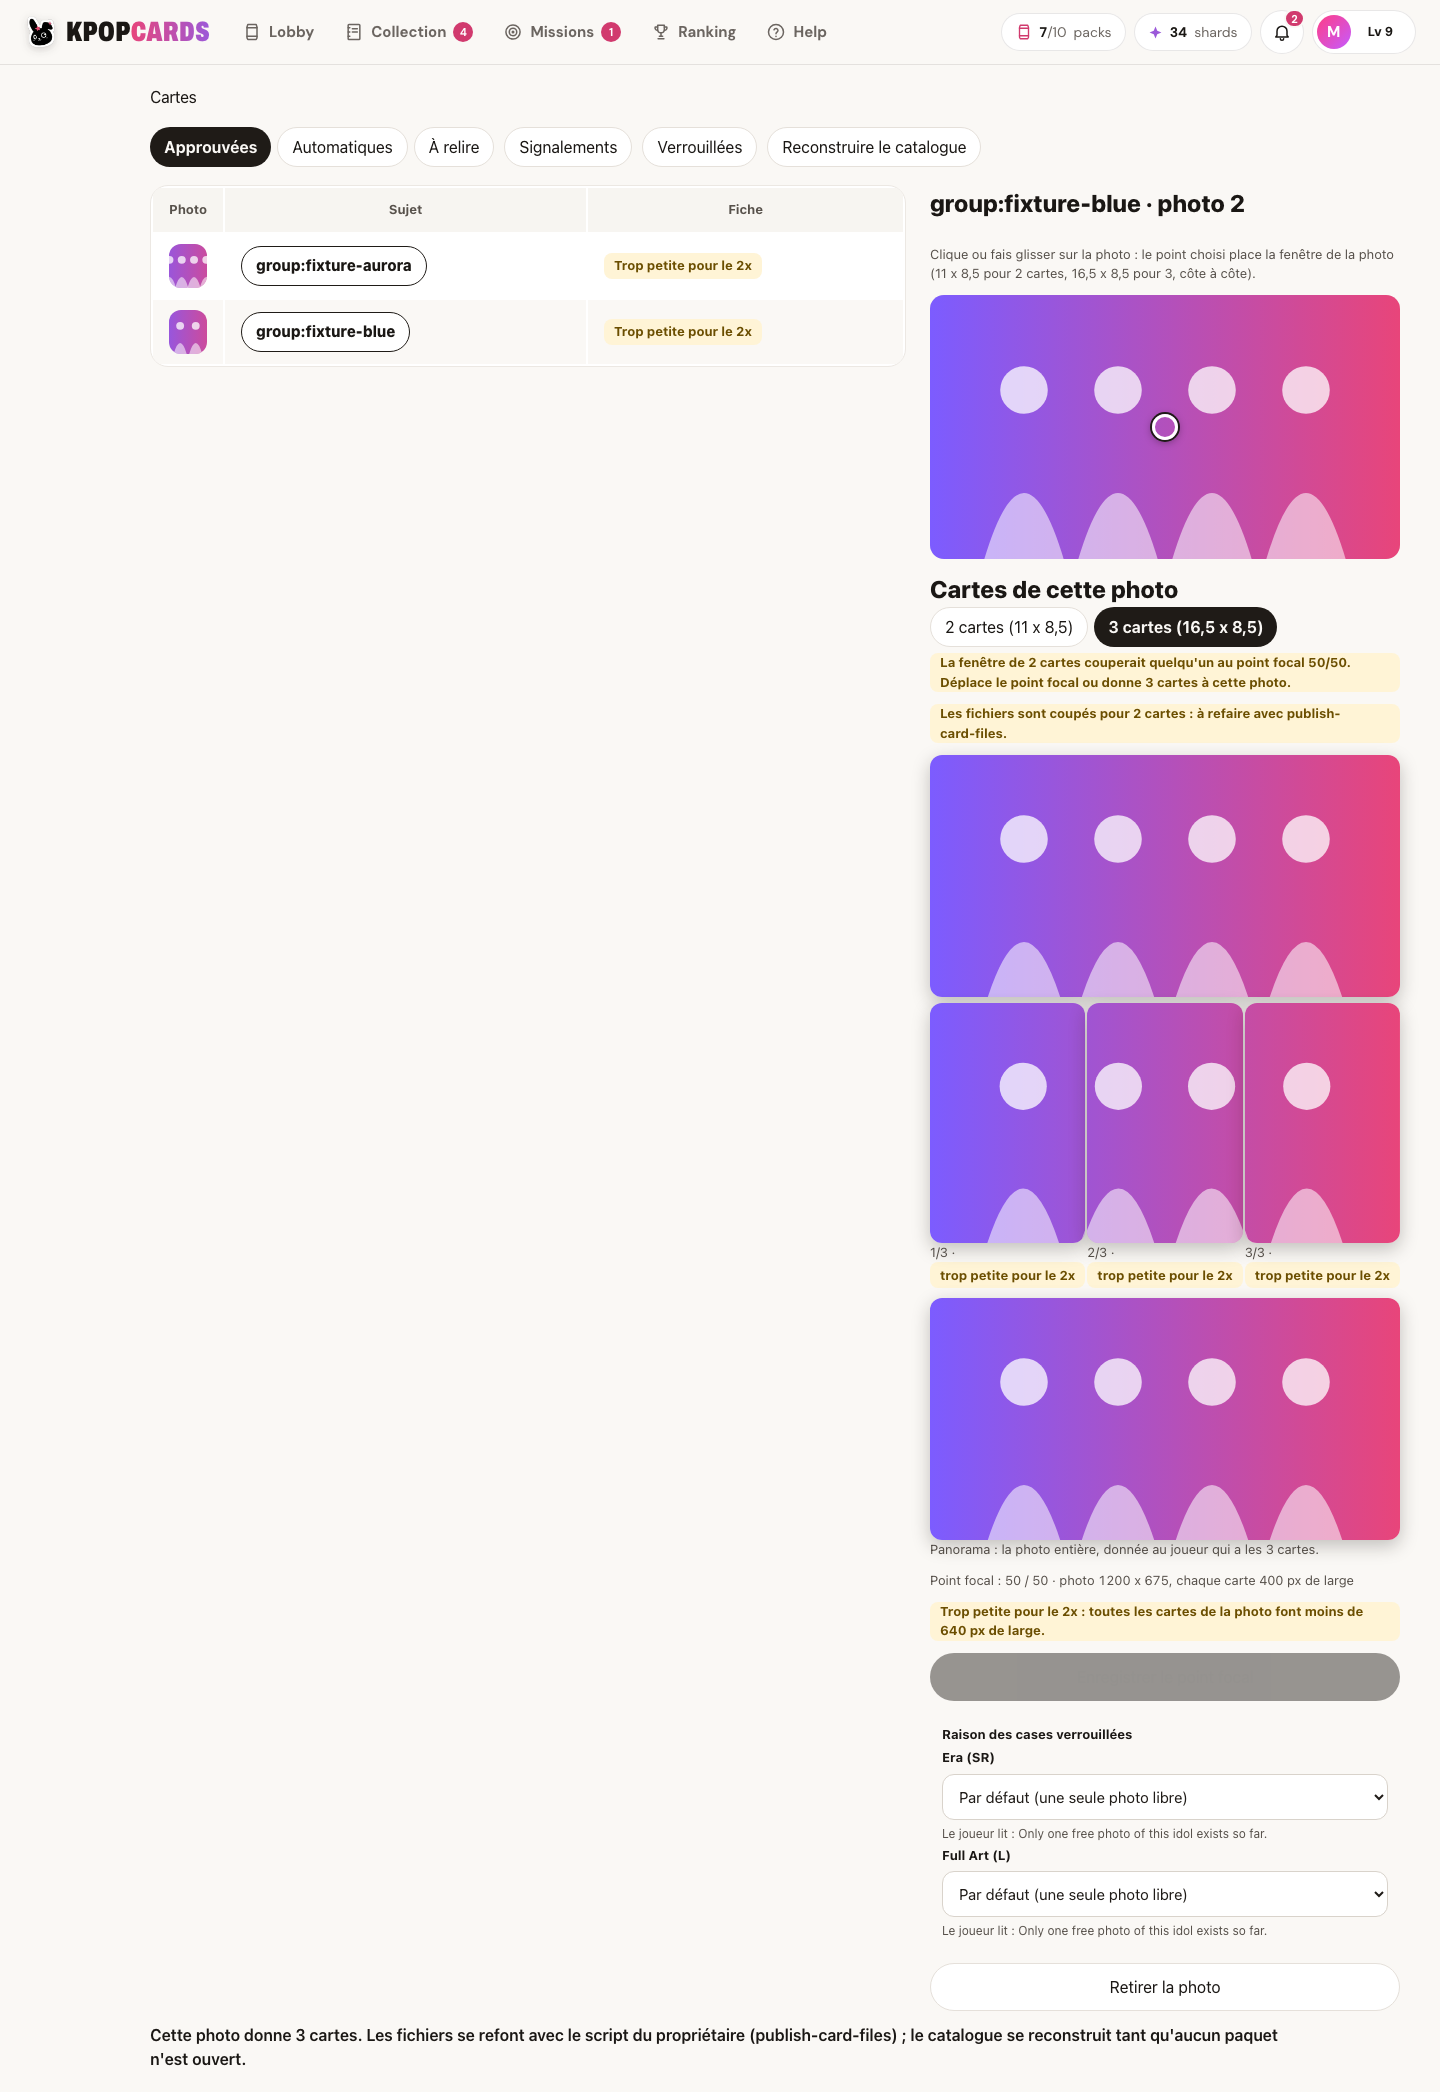 KPOPCARDS
Lobby
Collection 4
Missions 1
Ranking
Help
7/10 packs
34 shards
2
M Lv 9
Cartes
Approuvées
Automatiques
À relire
Signalements
Verrouillées
Reconstruire le catalogue
Photo Sujet Fiche
group:fixture-aurora Trop petite pour le 2x
group:fixture-blue Trop petite pour le 2x
group:fixture-blue · photo 2
Clique ou fais glisser sur la photo : le point choisi place la fenêtre de la photo
(11 x 8,5 pour 2 cartes, 16,5 x 8,5 pour 3, côte à côte).
Cartes de cette photo
2 cartes (11 x 8,5)
3 cartes (16,5 x 8,5)
La fenêtre de 2 cartes couperait quelqu'un au point focal 50/50.
Déplace le point focal ou donne 3 cartes à cette photo.
Les fichiers sont coupés pour 2 cartes : à refaire avec publish-
card-files.
1/3 ·
trop petite pour le 2x
2/3 ·
trop petite pour le 2x
3/3 ·
trop petite pour le 2x
Panorama : la photo entière, donnée au joueur qui a les 3 cartes.
Point focal : 50 / 50 · photo 1200 x 675, chaque carte 400 px de large
Trop petite pour le 2x : toutes les cartes de la photo font moins de
640 px de large.
Raison des cases verrouillées
Era (SR)
Par défaut (une seule photo libre)
Le joueur lit : Only one free photo of this idol exists so far.
Full Art (L)
Par défaut (une seule photo libre)
Le joueur lit : Only one free photo of this idol exists so far.
Retirer la photo
Cette photo donne 3 cartes. Les fichiers se refont avec le script du propriétaire (publish-card-files) ; le catalogue se reconstruit tant qu'aucun paquet
n'est ouvert.